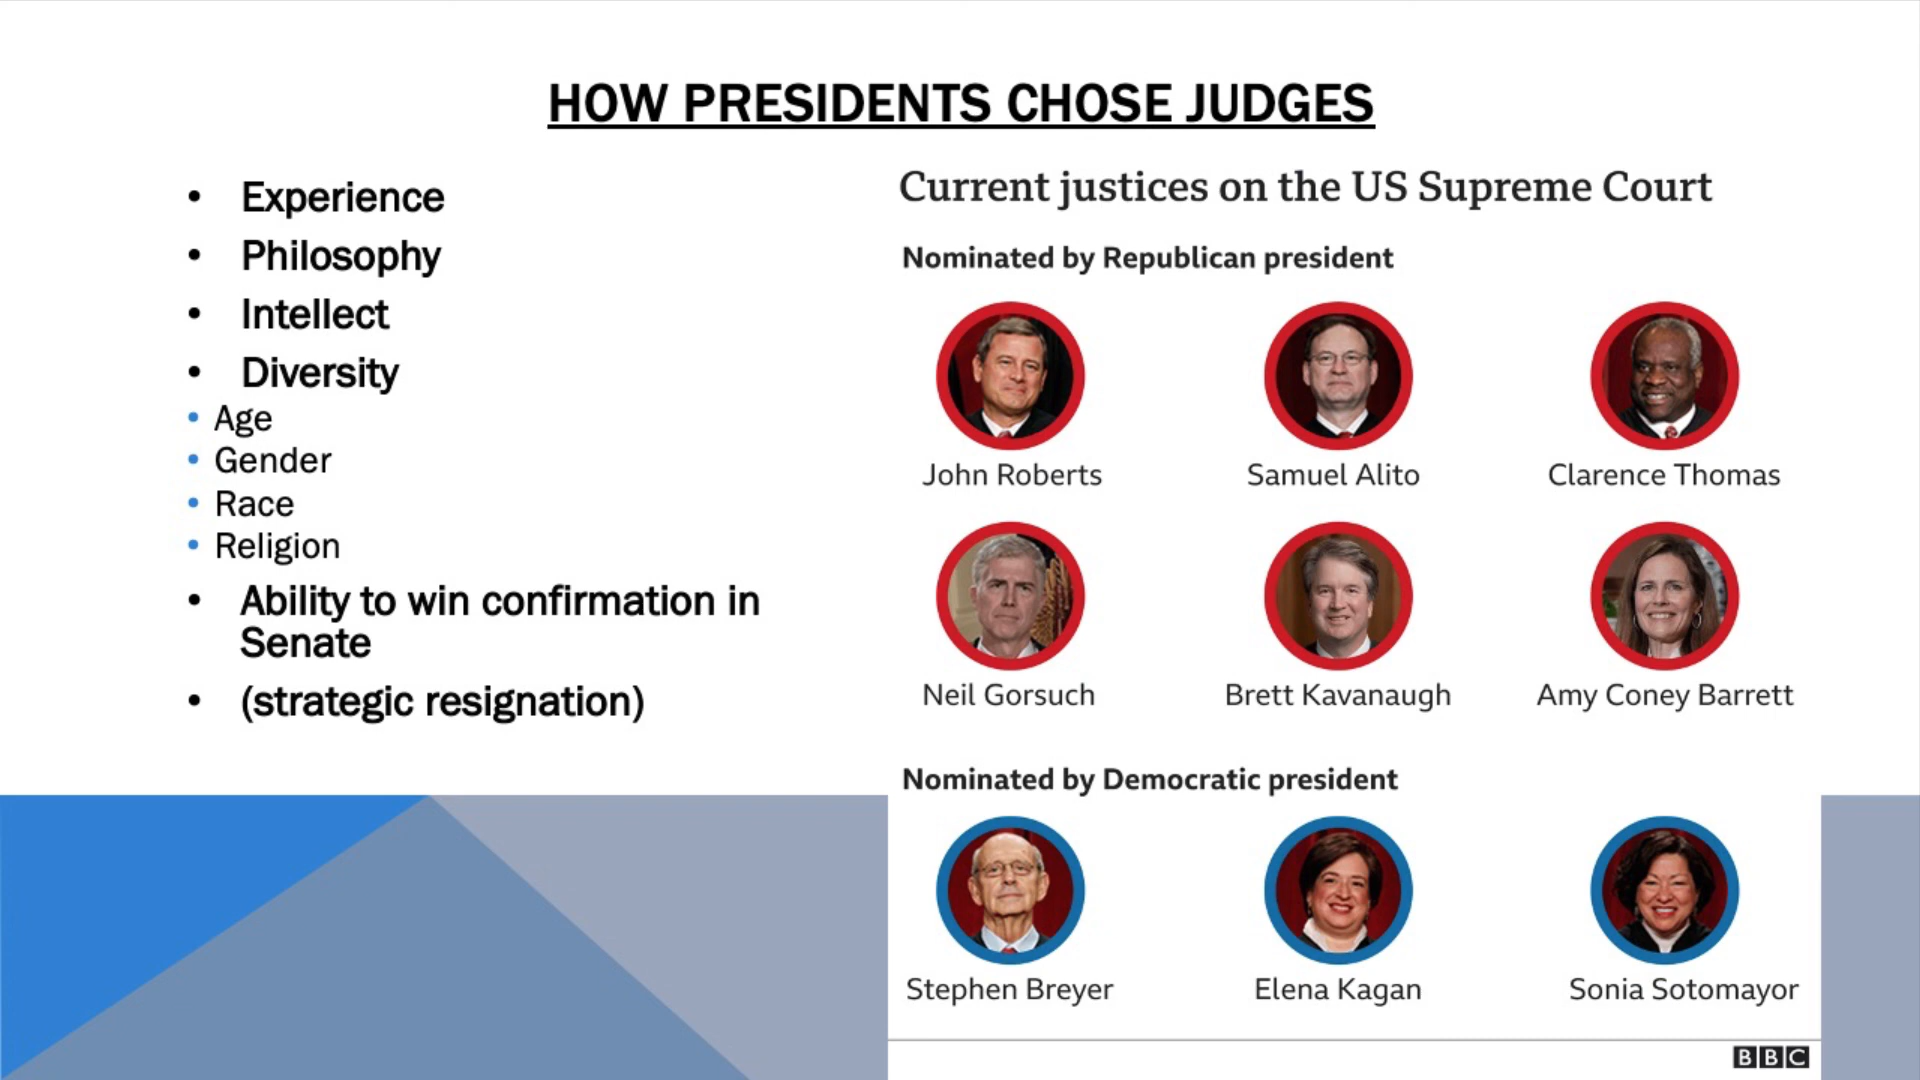 HOW PRESIDENTS CHOSE JUDGES
• Experience
• Philosophy
• Intellect
• Diversity
• Age
• Gender
• Race
• Religion
• Ability to win confirmation in
Senate
• (strategic resignation)
Current justices on the US Supreme Court
Nominated by Republican president
John Roberts
Samuel Alito
Clarence Thomas
Neil Gorsuch
Brett Kavanaugh
Amy Coney Barrett
Nominated by Democratic president
Stephen Breyer
Elena Kagan
Sonia Sotomayor
BBC